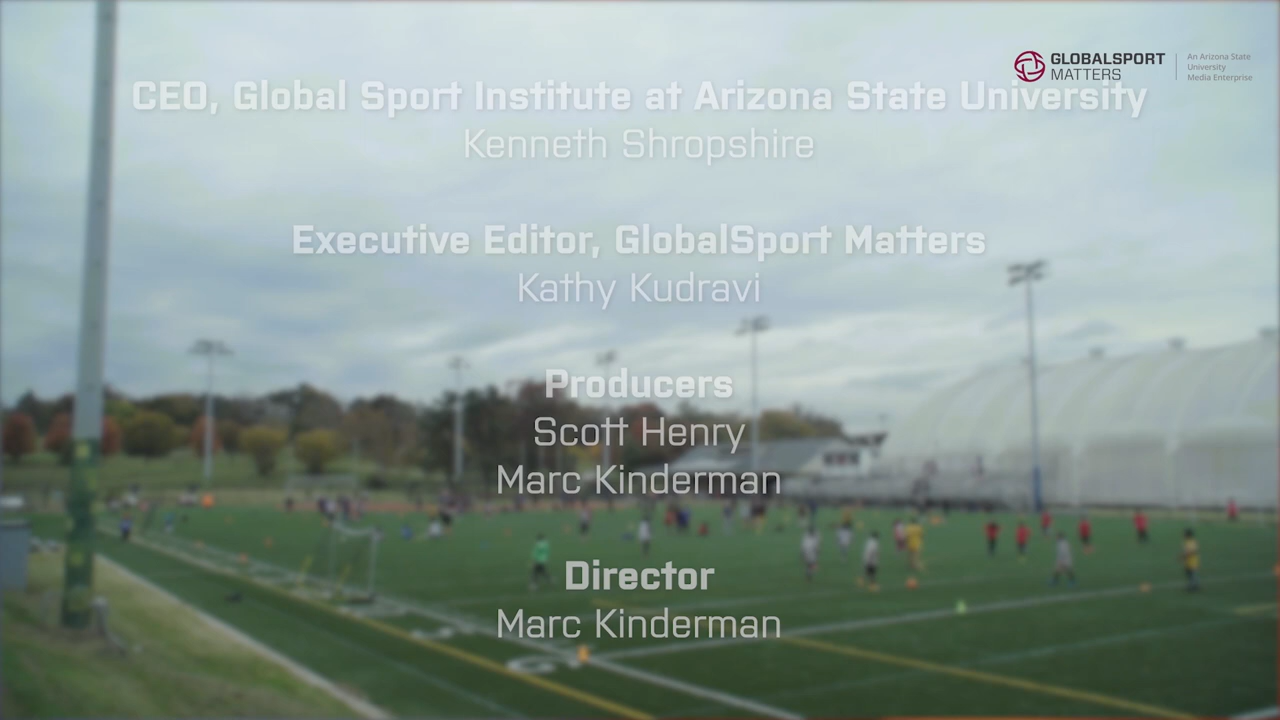 GLOBALSPORT
MATTERS
An Arizona State
University
Media Enterprise
CEO, Global Sport Institute at Arizona State University
Kenneth Shropshire
Executive Editor, GlobalSport Matters
Kathy Kudravi
Producers
Scott Henry
Marc Kinderman
Director
Marc Kinderman